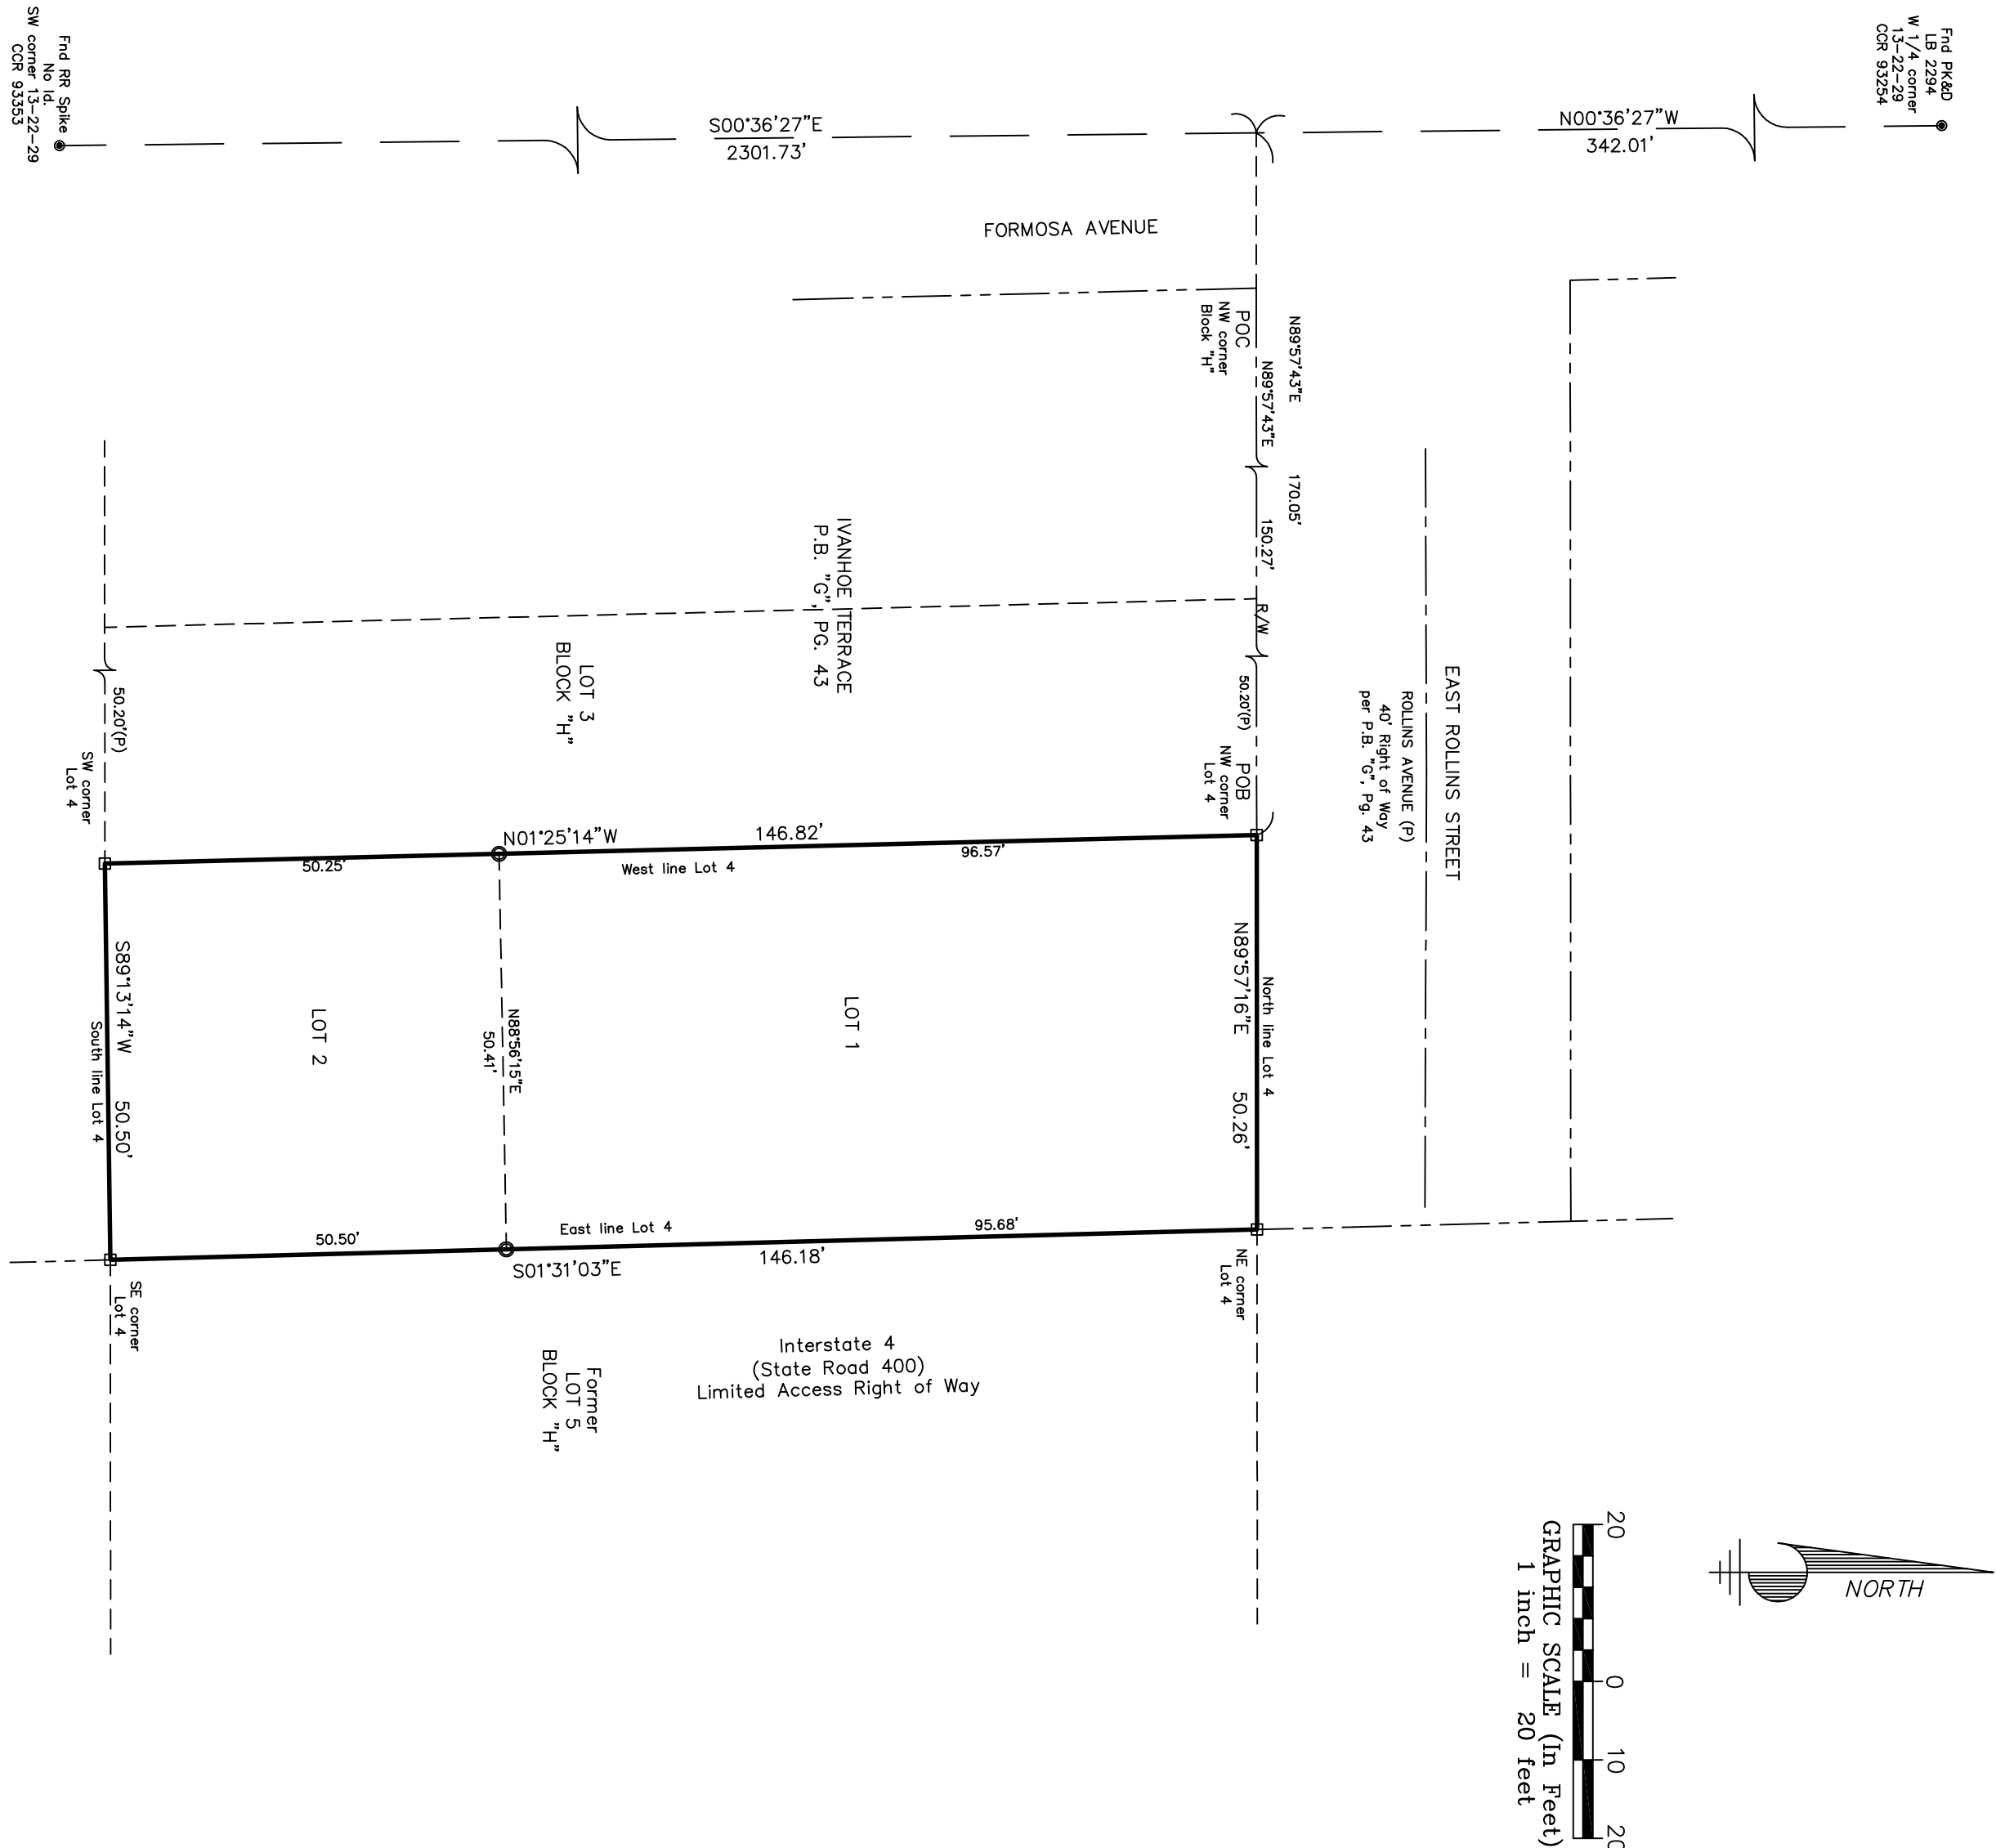 Fnd PK&D
LB 2294
W 1/4 corner
13-22-29
CCR 93254
N00°36'27"W
342.01'
S00°36'27"E
2301.73'
Fnd RR Spike
No Id.
SW corner 13-22-29
CCR 93353
FORMOSA AVENUE
POC
NW corner
Block "H"
N89°57'43"E
170.05'
N89°57'43"E
150.27'
R/W
50.20'(P)
EAST ROLLINS STREET
ROLLINS AVENUE (P)
40' Right of Way
per P.B. "G", Pg. 43
IVANHOE TERRACE
P.B. "G", PG. 43
LOT 3
BLOCK "H"
50.20'(P)
SW corner
Lot 4
POB
NW corner
Lot 4
N01°25'14"W
146.82'
50.25'
West line Lot 4
96.57'
N89°57'16"E
50.26'
North line Lot 4
LOT 1
N88°56'15"E
50.41'
LOT 2
S89°13'14"W
50.50'
South line Lot 4
50.50'
East line Lot 4
95.68'
S01°31'03"E
146.18'
NE corner
Lot 4
SE corner
Lot 4
Interstate 4
(State Road 400)
Limited Access Right of Way
Former
LOT 5
BLOCK "H"
NORTH
20
0
10
20
GRAPHIC SCALE (In Feet)
1 inch = 20 feet